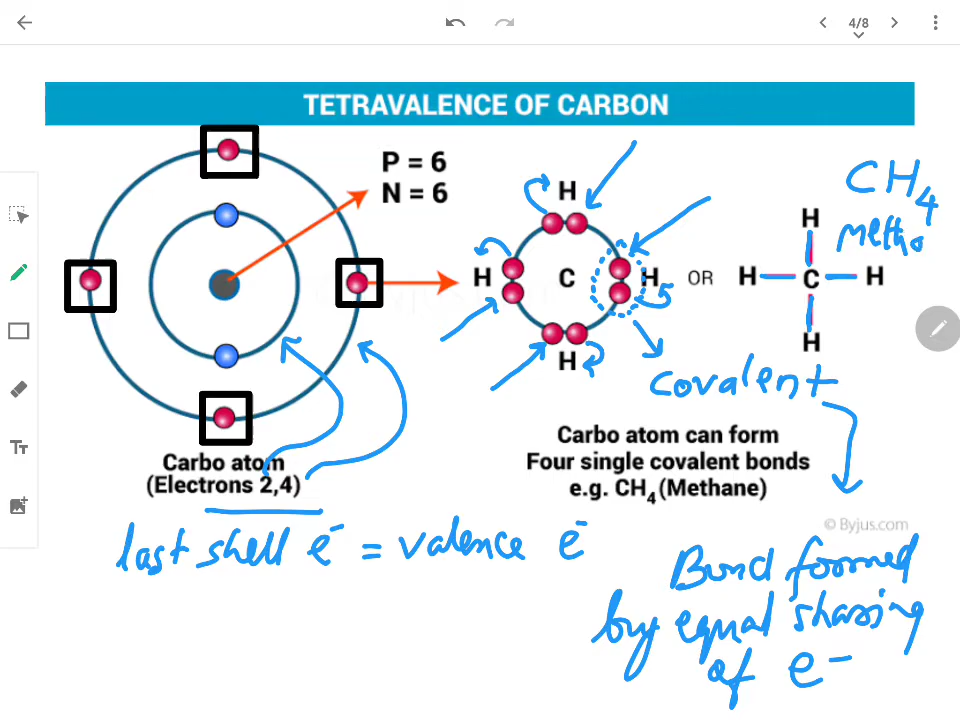 4/8
TETRAVALENCE OF CARBON
P = 6
N = 6
H
H C H
H
OR
H
H C H
H
CH4
metha
Tт
covalent
Carbo atom
(Electrons 2,4)
Carbo atom can form
Four single covalent bonds
e.g. CH4 (Methane)
© Byjus.com
last shell e- = valence e-
Bond formed
by equal sharing
of e-